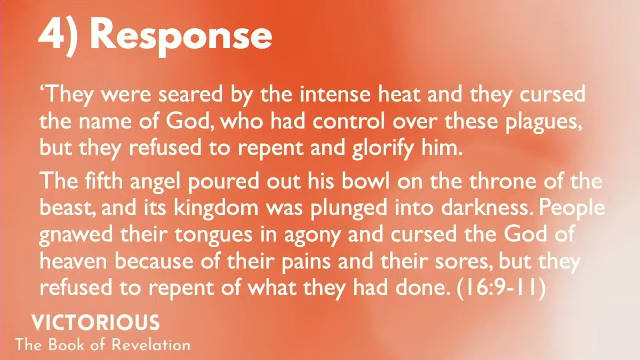 4) Response
‘They were seared by the intense heat and they cursed
the name of God, who had control over these plagues,
but they refused to repent and glorify him.
The fifth angel poured out his bowl on the throne of the
beast, and its kingdom was plunged into darkness. People
gnawed their tongues in agony and cursed the God of
heaven because of their pains and their sores, but they
refused to repent of what they had done. (16:9-11)
VICTORIOUS
The Book of Revelation